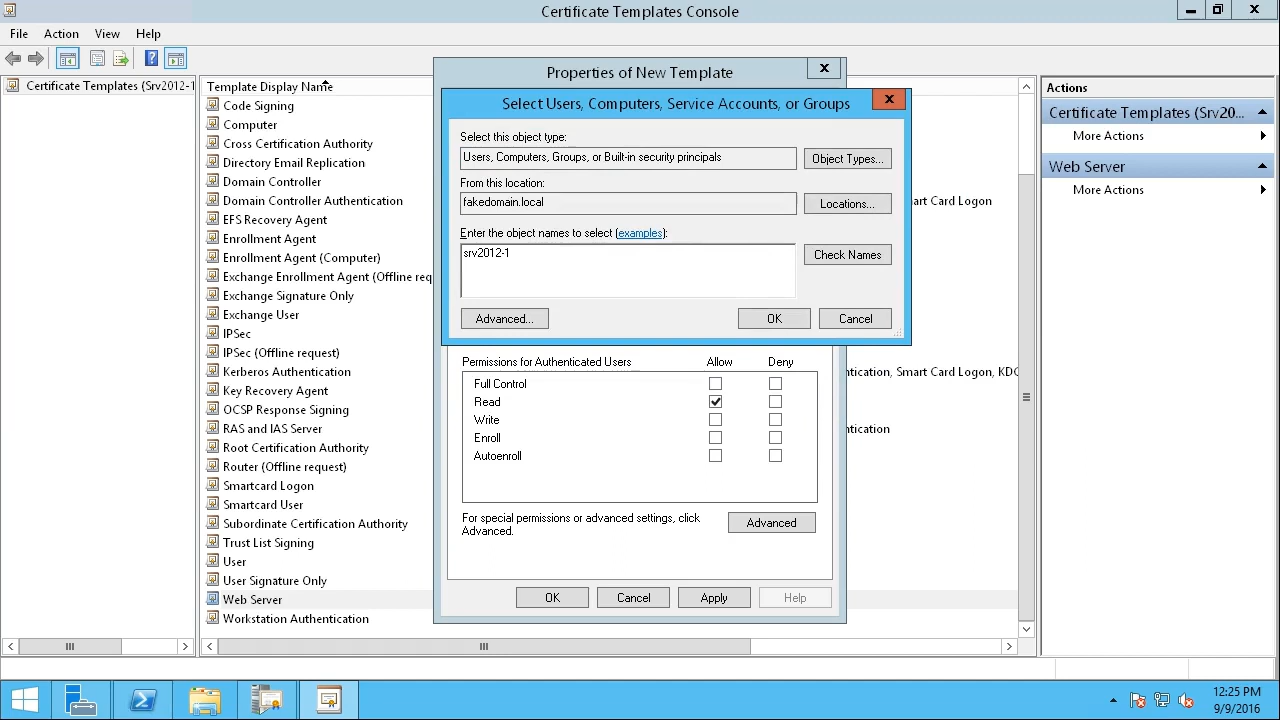 Certificate Templates Console
File Action View Help
Certificate Templates (Srv2012-1
Template Display Name
Code Signing
Computer
Cross Certification Authority
Directory Email Replication
Domain Controller
Domain Controller Authentication
EFS Recovery Agent
Enrollment Agent
Enrollment Agent (Computer)
Exchange Enrollment Agent (Offline req
Exchange Signature Only
Exchange User
IPSec
IPSec (Offline request)
Kerberos Authentication
Key Recovery Agent
OCSP Response Signing
RAS and IAS Server
Root Certification Authority
Router (Offline request)
Smartcard Logon
Smartcard User
Subordinate Certification Authority
Trust List Signing
User
User Signature Only
Web Server
Workstation Authentication
art Card Logon
entication, Smart Card Logon, KDC
ntication
Properties of New Template
Select Users, Computers, Service Accounts, or Groups
Select this object type:
Users, Computers, Groups, or Built-in security principals
Object Types...
From this location:
fakedomain.local
Locations...
Enter the object names to select (examples):
srv2012-1
Check Names
Advanced...
OK
Cancel
Permissions for Authenticated Users Allow Deny
Full Control
Read
Write
Enroll
Autoenroll
For special permissions or advanced settings, click
Advanced.
Advanced
OK
Cancel
Apply
Help
Actions
Certificate Templates (Srv20...
More Actions
Web Server
More Actions
12:25 PM
9/9/2016